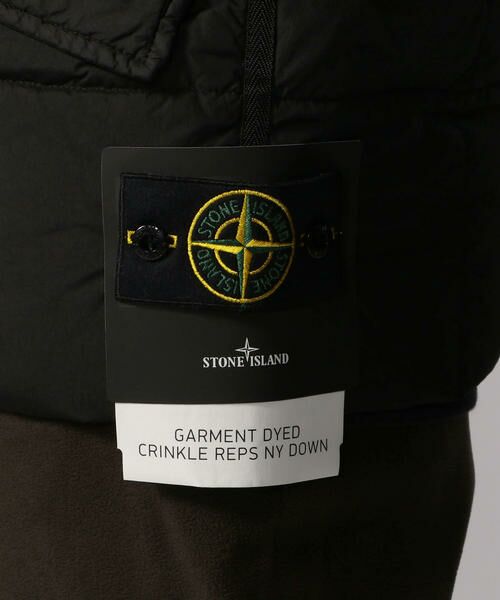 STONE ISLAND
STONE ISLAND
STONE ISLAND
GARMENT DYED
CRINKLE REPS NY DOWN